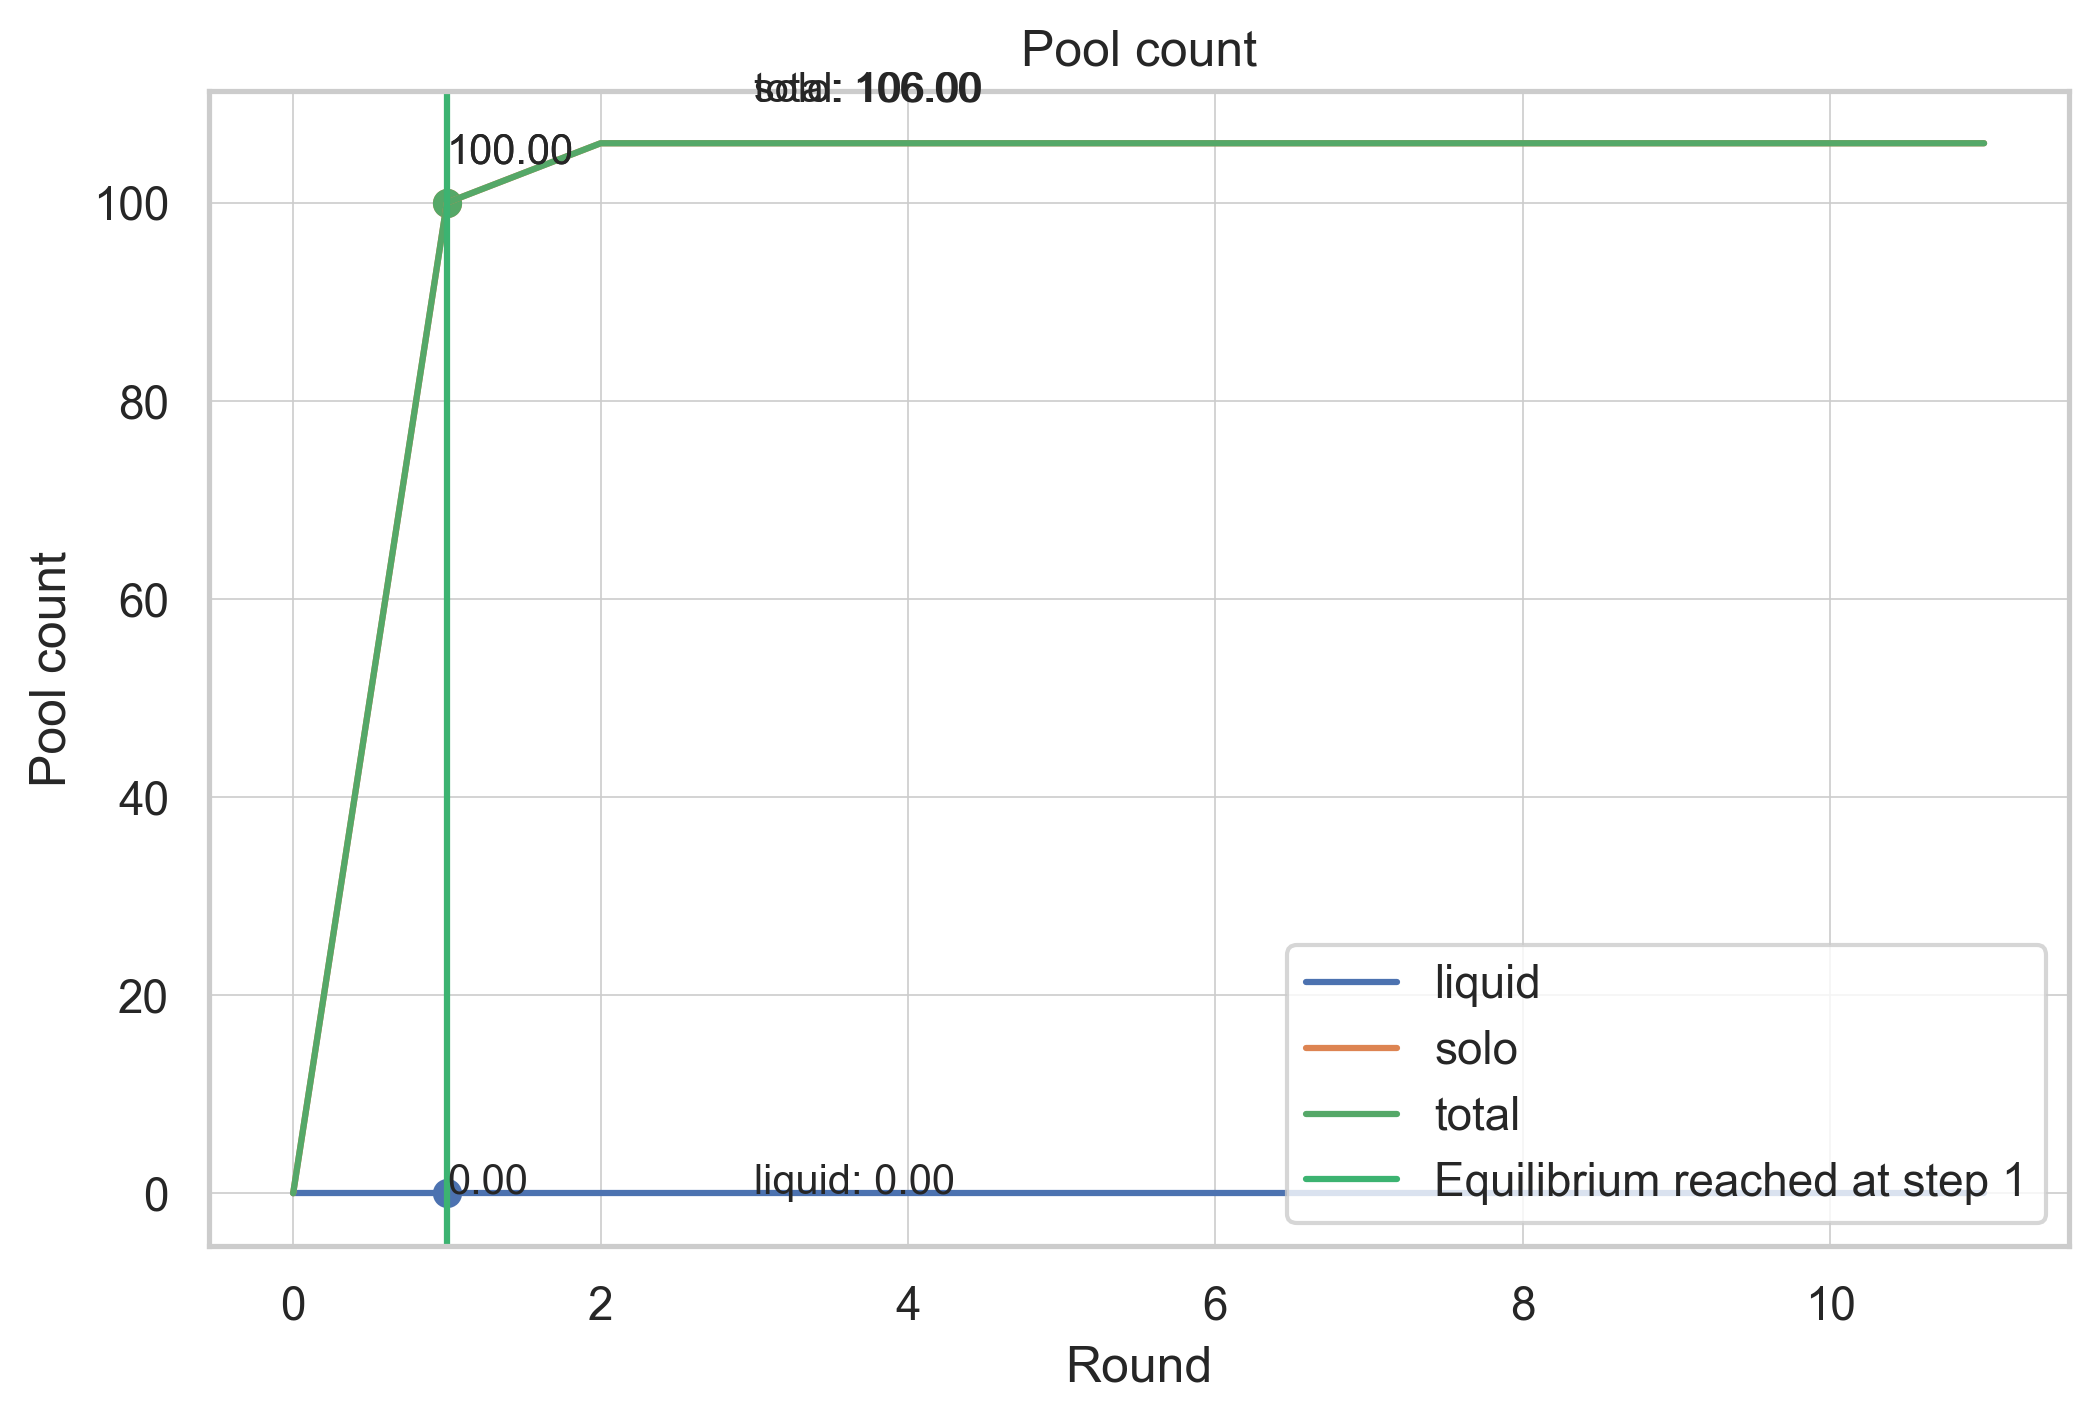 Pool count
total: 106.00
solo: 106.00
100.00
100
80
60
40
20
0
Pool count
0.00
liquid: 0.00
liquid
solo
total
Equilibrium reached at step 1
0 2 4 6 8 10
Round